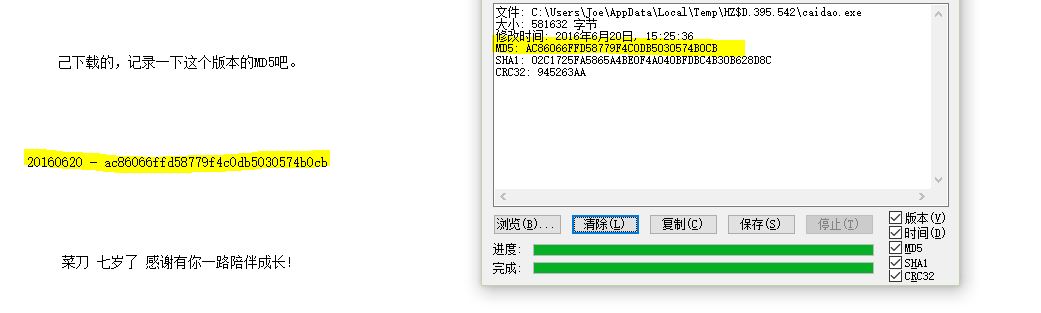 己下载的，记录一下这个版本的MD5吧。
20160620 - ac86066ffd58779f4c0db5030574b0cb
菜刀 七岁了 感谢有你一路陪伴成长!
文件: C:\Users\Joe\AppData\Local\Temp\HZ$D.395.542\caidao.exe
大小: 581632 字节
修改时间: 2016年6月20日, 15:25:36
MD5: AC86066FFD58779F4C0DB5030574B0CB
SHA1: 02C1725FA5865A4BE0F4A040BFDBC4B30B628D8C
CRC32: 945263AA
浏览(B)... 清除(L) 复制(C) 保存(S) 停止(T)
进度:
完成:
版本(V)
时间(D)
MD5
SHA1
CRC32